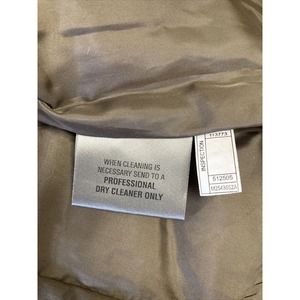 WHEN CLEANING IS
NECESSARY SEND TO A
PROFESSIONAL
DRY CLEANER ONLY
INSPECTION
512505